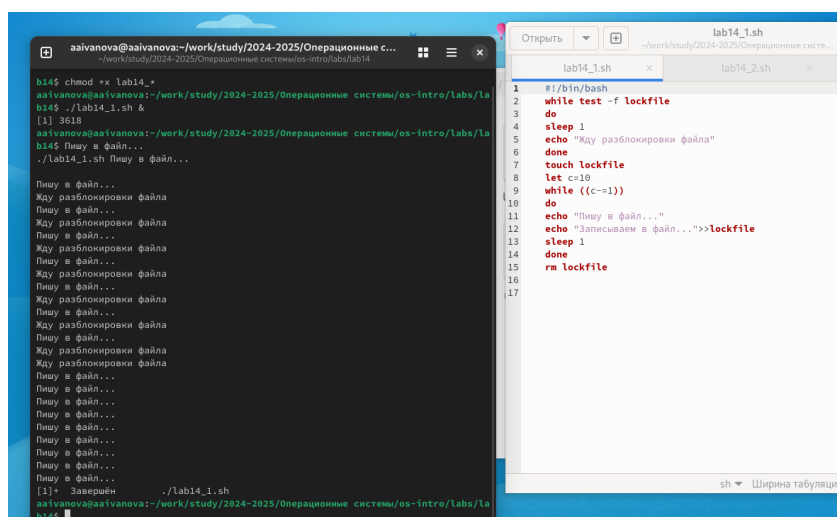 aaivanova@aaivanova:~/work/study/2024-2025/Операционные с...
~/work/study/2024-2025/Операционные системы/os-intro/labs/lab14
b14$ chmod +x lab14_*
aaivanova@aaivanova:~/work/study/2024-2025/Операционные системы/os-intro/labs/la
b14$ ./lab14_1.sh &
[1] 3618
aaivanova@aaivanova:~/work/study/2024-2025/Операционные системы/os-intro/labs/la
b14$ Пишу в файл...
./lab14_1.sh Пишу в файл...
Пишу в файл...
Жду разблокировки файла
Пишу в файл...
Жду разблокировки файла
Пишу в файл...
Жду разблокировки файла
Пишу в файл...
Жду разблокировки файла
Пишу в файл...
Жду разблокировки файла
Пишу в файл...
Жду разблокировки файла
Пишу в файл...
Жду разблокировки файла
Жду разблокировки файла
Пишу в файл...
Пишу в файл...
Пишу в файл...
Пишу в файл...
Пишу в файл...
Пишу в файл...
Пишу в файл...
Пишу в файл...
Пишу в файл...
[1]+  Завершён        ./lab14_1.sh
aaivanova@aaivanova:~/work/study/2024-2025/Операционные системы/os-intro/labs/la
b14$
Открыть
lab14_1.sh
~/work/study/2024-2025/Операционные систе...
lab14_1.sh × lab14_2.sh ×
1 #!/bin/bash
2 while test -f lockfile
3 do
4 sleep 1
5 echo "Жду разблокировки файла"
6 done
7 touch lockfile
8 let c=10
9 while ((c-=1))
10 do
11 echo "Пишу в файл..."
12 echo "Записываем в файл...">>lockfile
13 sleep 1
14 done
15 rm lockfile
16
17
sh Ширина табуляци